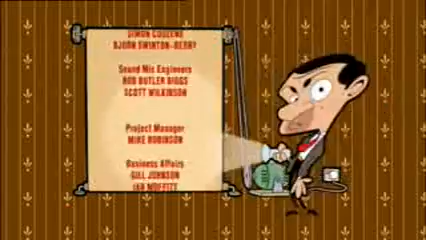 SIMON COGLENE
BJORN SWINTON-BERRY
Sound Mix Engineers
ROB BUTLER BIGGS
SCOTT WILKINSON
Project Manager
MIKE ROBINSON
Business Affairs
GILL JOHNSON
IAN MOFFITT